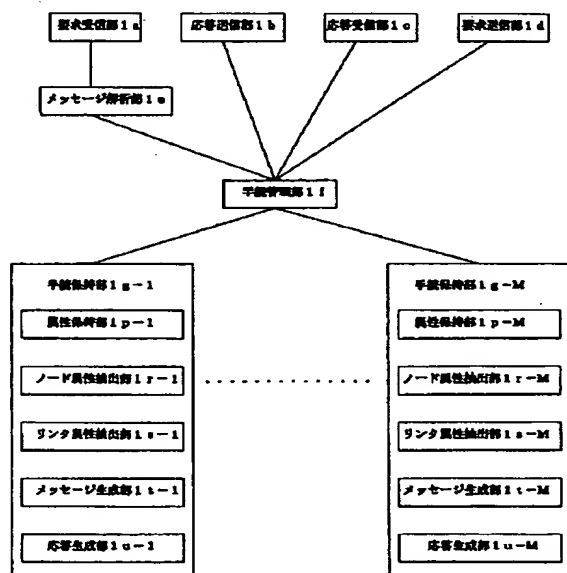 要求受信部1a
応答送信部1b
応答受信部1c
要求送信部1d
メッセージ解析部1e
手続管理部1f
手続保持部1g-1
属性保持部1p-1
ノード属性抽出部1r-1
リンク属性抽出部1s-1
メッセージ生成部1t-1
応答生成部1u-1
手続保持部1g-M
属性保持部1p-M
ノード属性抽出部1r-M
リンク属性抽出部1s-M
メッセージ生成部1t-M
応答生成部1u-M